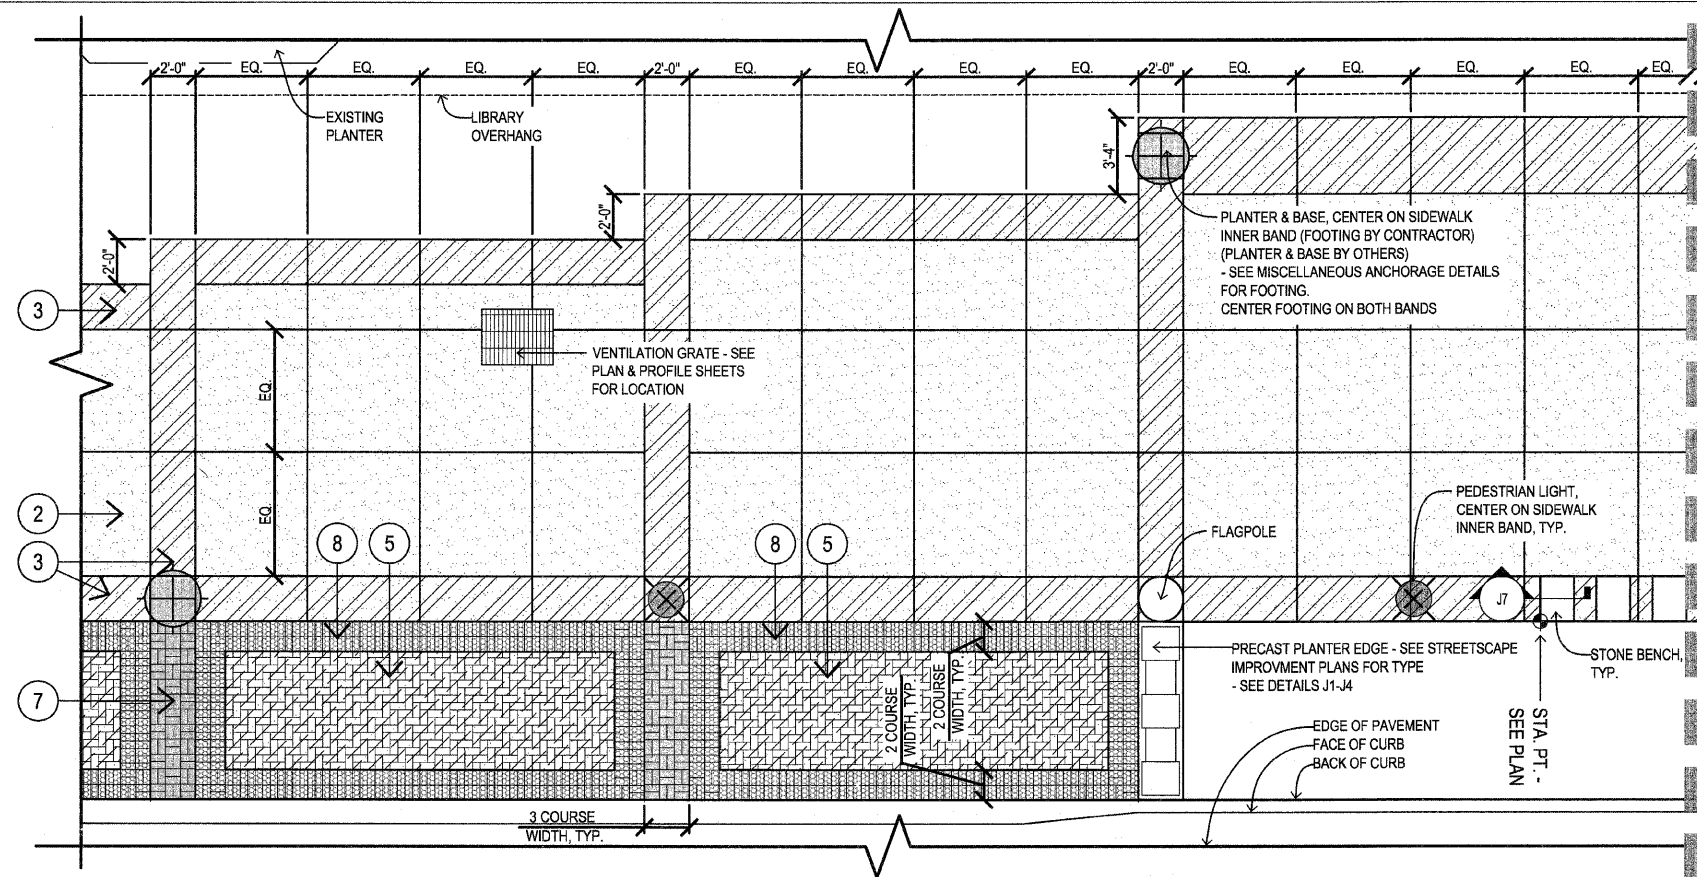 2'-0"
EQ.
EQ.
EQ.
EQ.
2'-0"
EQ.
EQ.
EQ.
EQ.
2'-0"
EQ.
EQ.
EQ.
EQ.
EQ.
EXISTING
PLANTER
LIBRARY
OVERHANG
3'-4"
2'-0"
2'-0"
PLANTER & BASE, CENTER ON SIDEWALK
INNER BAND (FOOTING BY CONTRACTOR)
(PLANTER & BASE BY OTHERS)
- SEE MISCELLANEOUS ANCHORAGE DETAILS
FOR FOOTING.
CENTER FOOTING ON BOTH BANDS
3
VENTILATION GRATE - SEE
PLAN & PROFILE SHEETS
FOR LOCATION
EQ.
EQ.
2
3
8
5
8
5
FLAGPOLE
PEDESTRIAN LIGHT,
CENTER ON SIDEWALK
INNER BAND, TYP.
J7
7
2 COURSE
WIDTH, TYP.
2 COURSE
WIDTH, TYP.
PRECAST PLANTER EDGE - SEE STREETSCAPE
IMPROVMENT PLANS FOR TYPE
- SEE DETAILS J1-J4
STONE BENCH,
TYP.
STA. PT. -
SEE PLAN
EDGE OF PAVEMENT
FACE OF CURB
BACK OF CURB
3 COURSE
WIDTH, TYP.